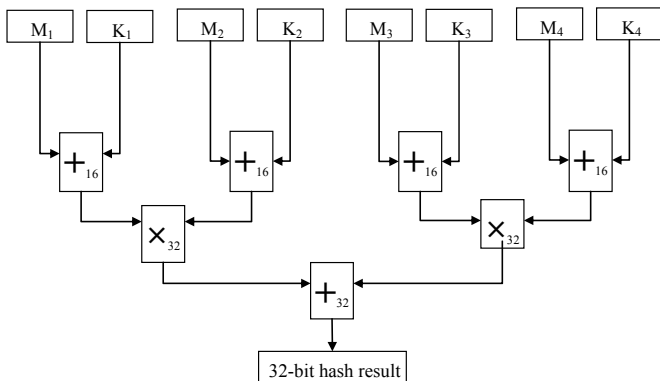 M₁ K₁ M₂ K₂ M₃ K₃ M₄ K₄
+₁₆ +₁₆ +₁₆ +₁₆
×₃₂ ×₃₂
+₃₂
32-bit hash result